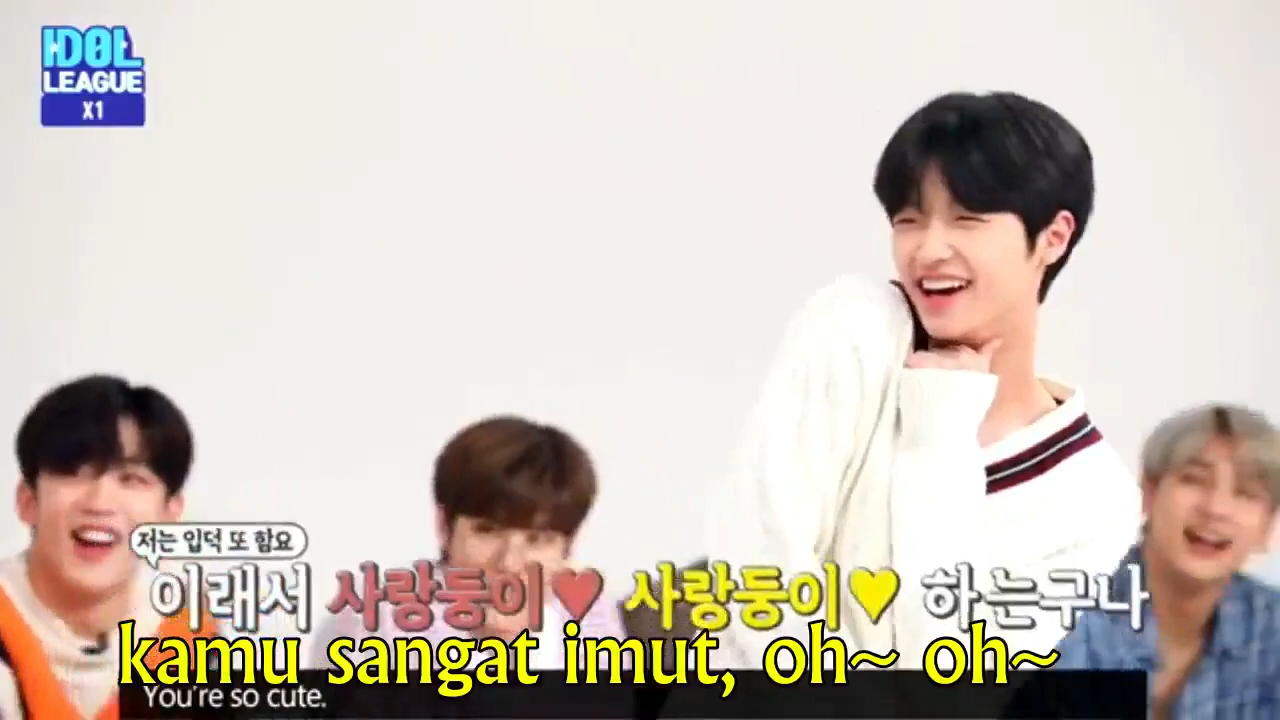 IDOL
LEAGUE
X1
저는 입덕 또 함요
이래서 사랑둥이♥ 사랑둥이♥ 하는구나
kamu sangat imut, oh~ oh~
You're so cute.